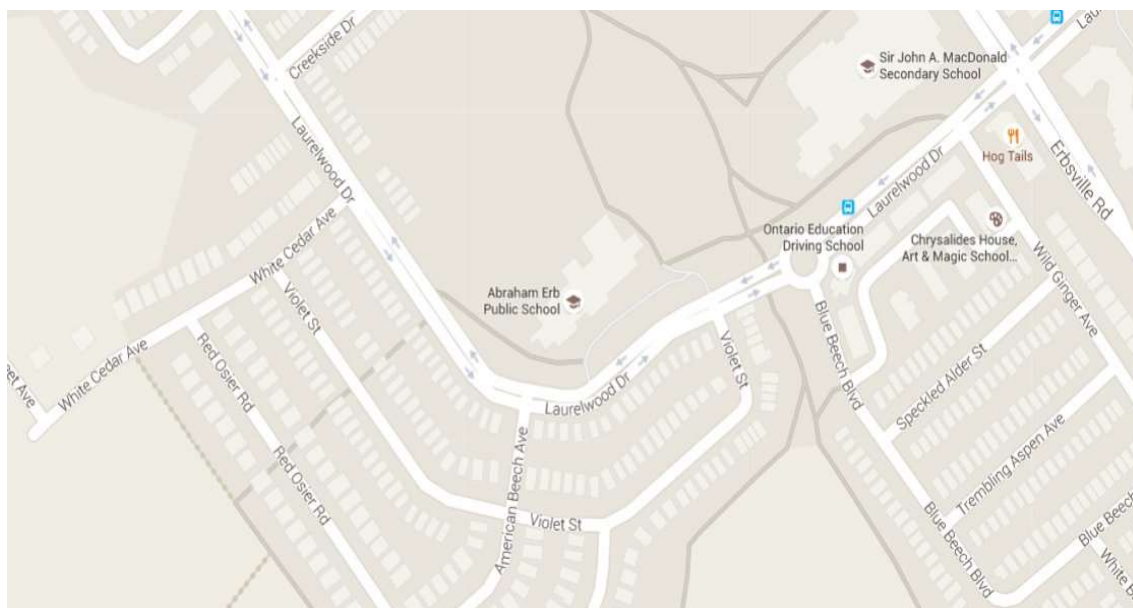 Creekside Dr
Laurelwood Dr
Sir John A. MacDonald
Secondary School
Hog Tails
Erbsville Rd
Laurelwood Dr
Ontario Education
Driving School
Chrysalides House,
Art & Magic School...
Wild Ginger Ave
White Cedar Ave
Violet St
Abraham Erb
Public School
Red Osier Rd
White Cedar Ave
Laurelwood Dr
Violet St
Blue Beech Blvd
Speckled Alder St
Trembling Aspen Ave
American Beech Ave
Violet St
Red Osier Rd
Blue Beech Blvd
Blue Beech
White B